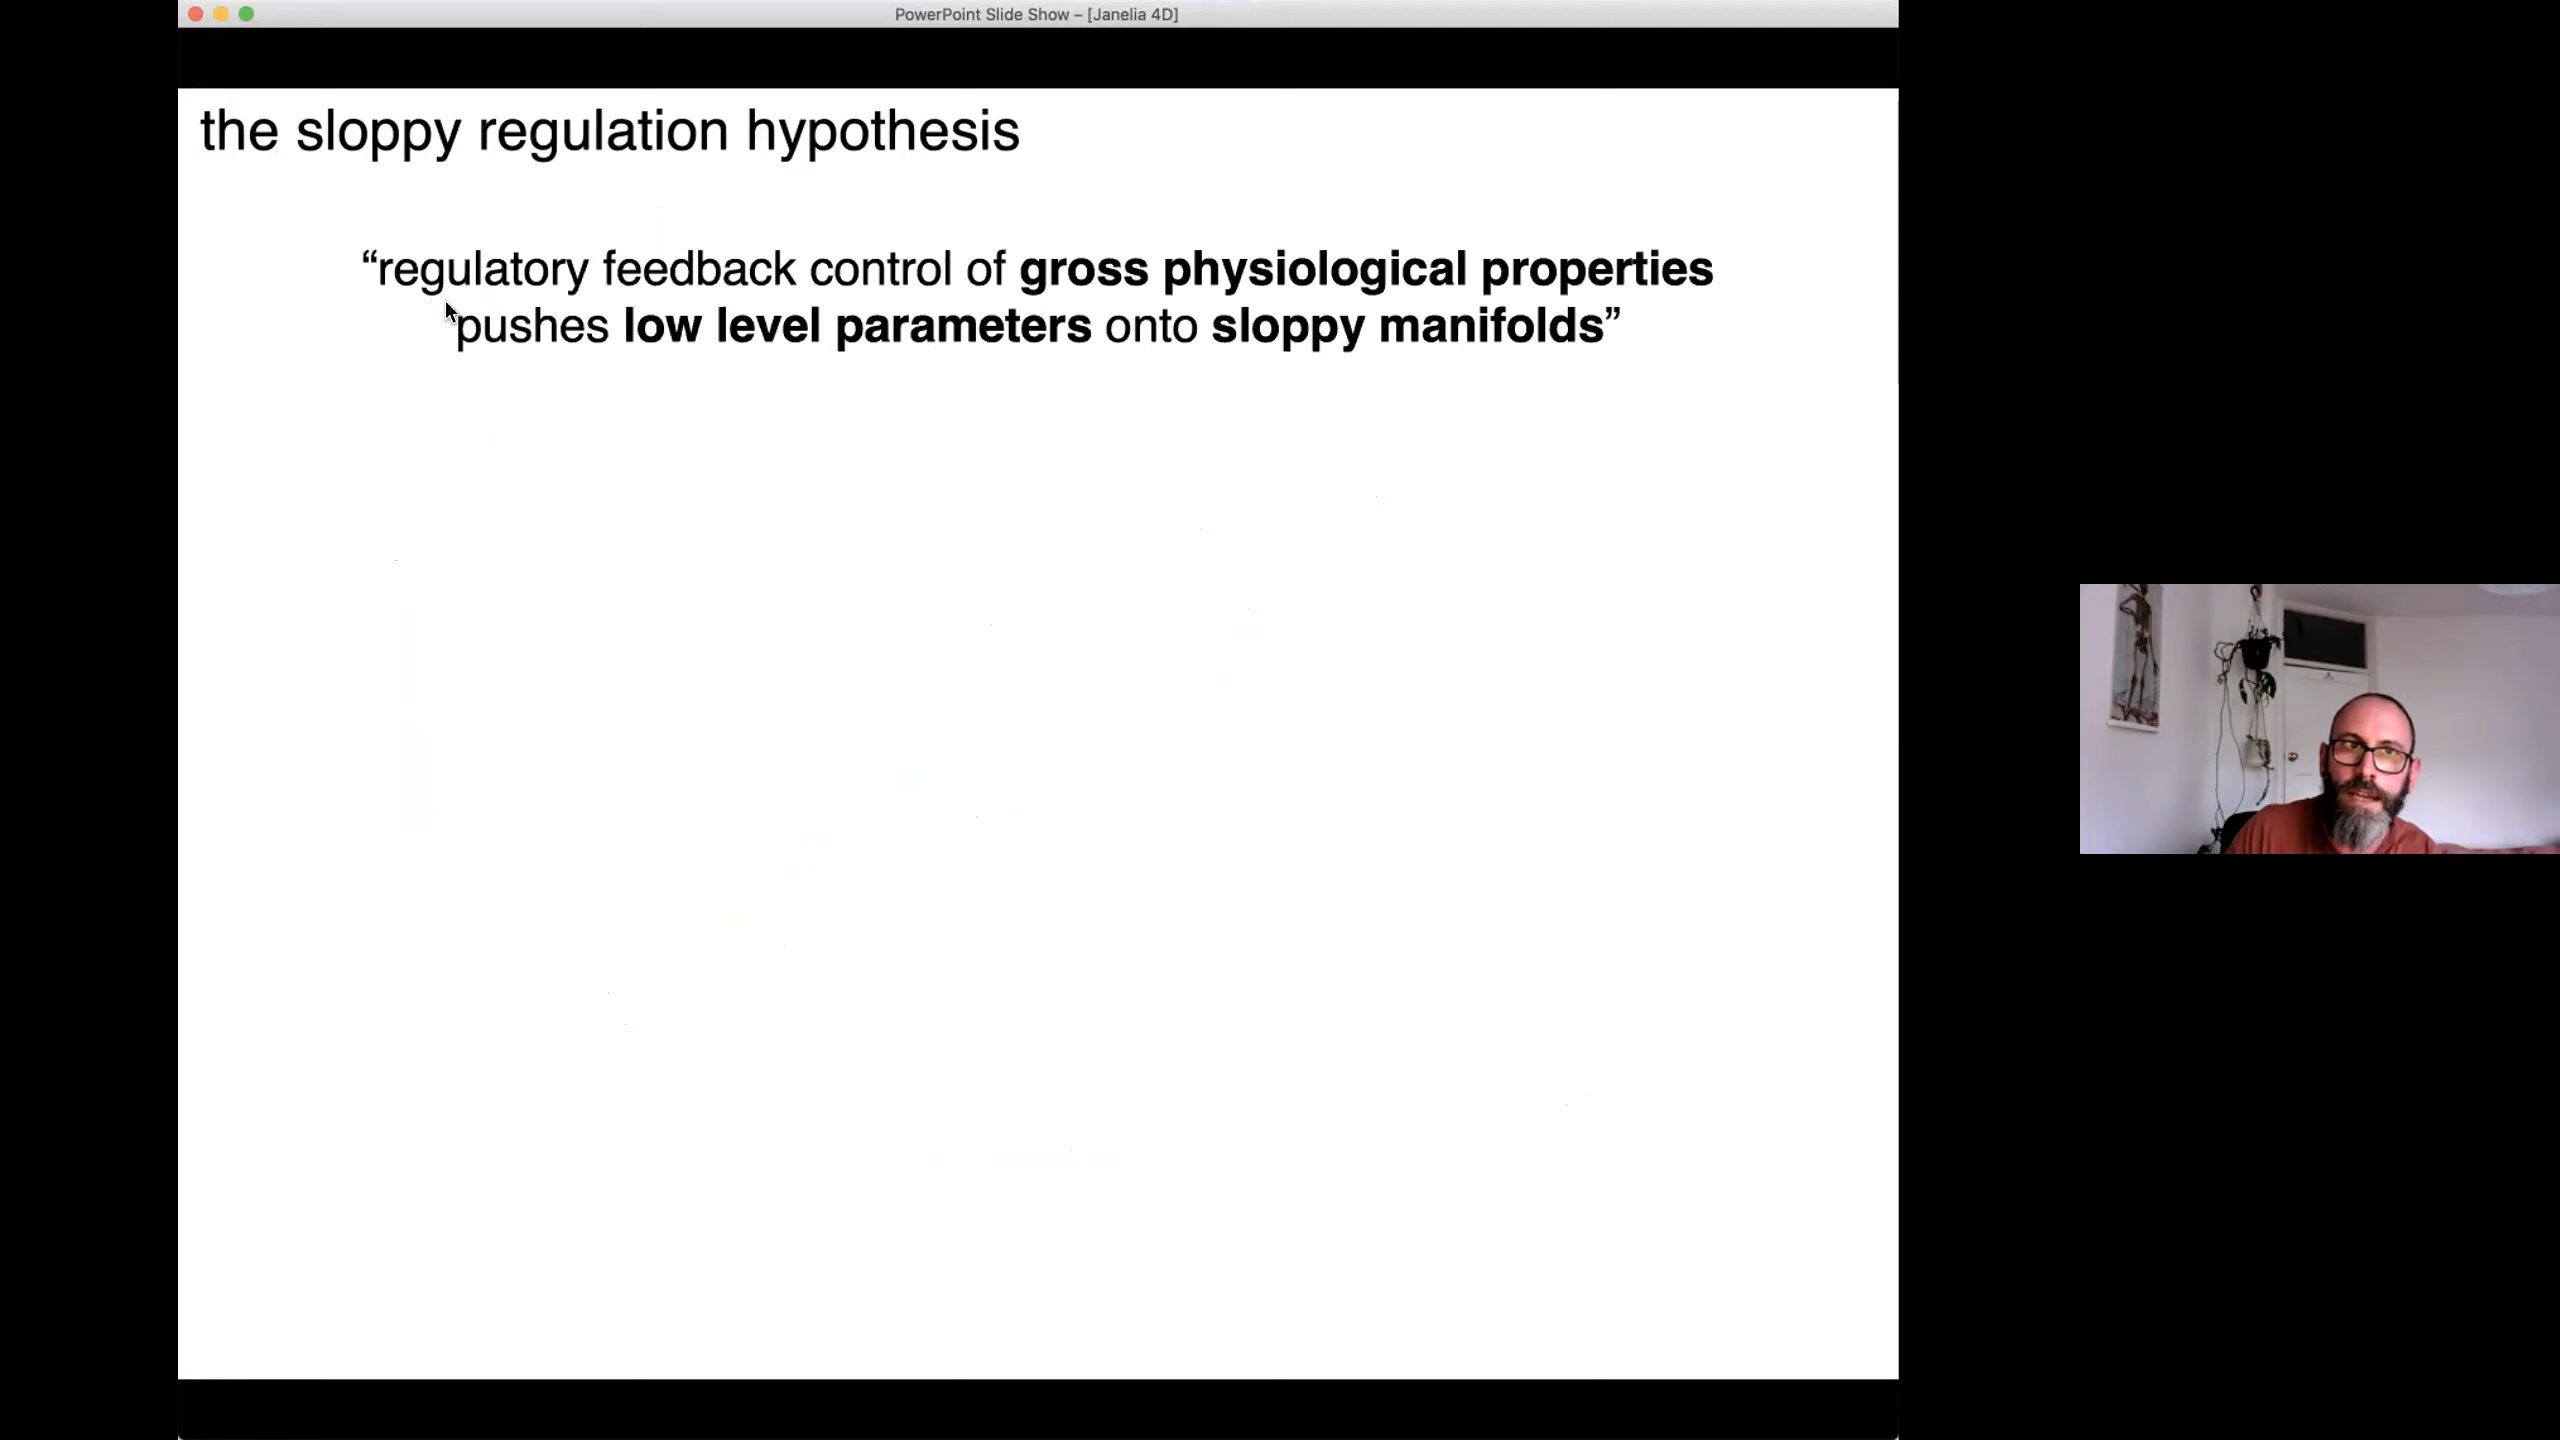 PowerPoint Slide Show – [Janelia 4D]
the sloppy regulation hypothesis
“regulatory feedback control of gross physiological properties
pushes low level parameters onto sloppy manifolds”